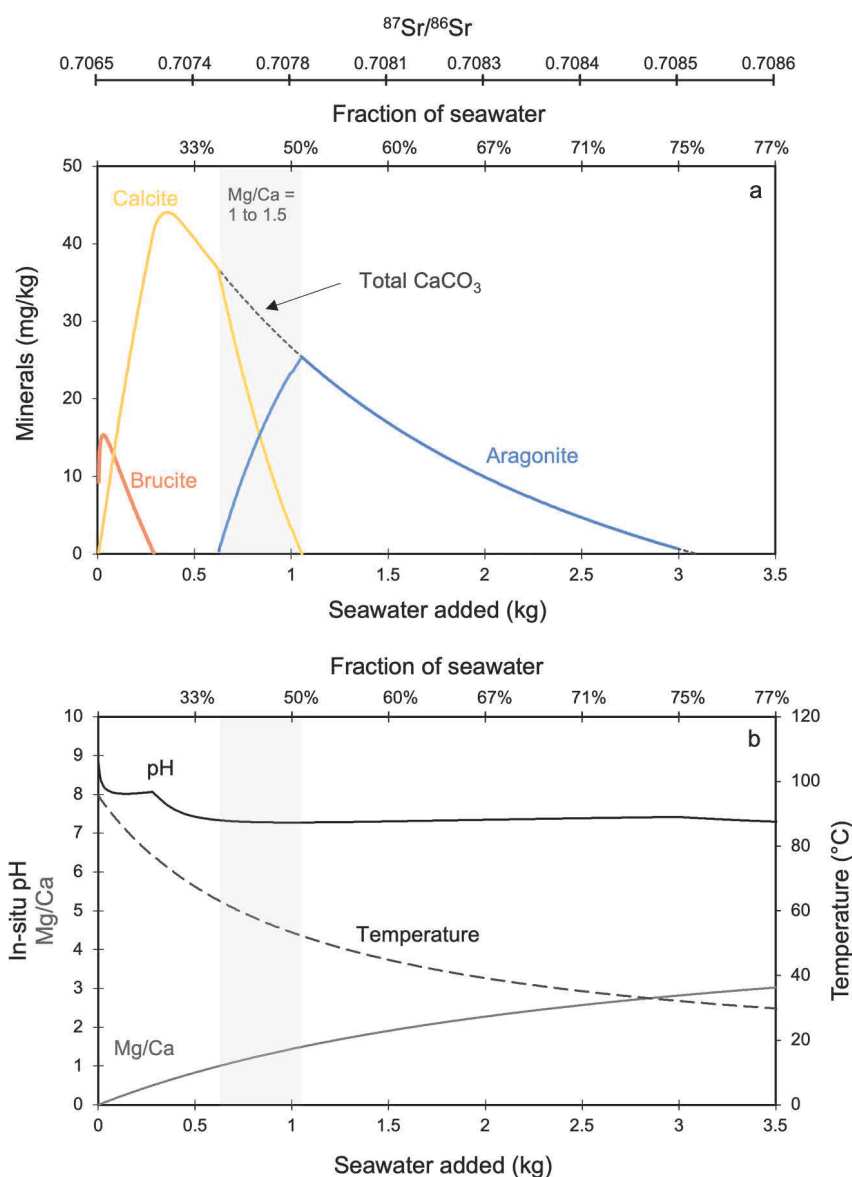 ⁸⁷Sr/⁸⁶Sr
0.7065 0.7074 0.7078 0.7081 0.7083 0.7084 0.7085 0.7086
Fraction of seawater
33% 50% 60% 67% 71% 75% 77%
50
40
30
20
10
0
Minerals (mg/kg)
Calcite
Mg/Ca =
1 to 1.5
a
Total CaCO₃
Brucite
Aragonite
0 0.5 1 1.5 2 2.5 3 3.5
Seawater added (kg)
Fraction of seawater
33% 50% 60% 67% 71% 75% 77%
10
9
8
7
6
5
4
3
2
1
0
In-situ pH
Mg/Ca
b
pH
Temperature
Mg/Ca
120
100
80
60
40
20
0
Temperature (°C)
0 0.5 1 1.5 2 2.5 3 3.5
Seawater added (kg)